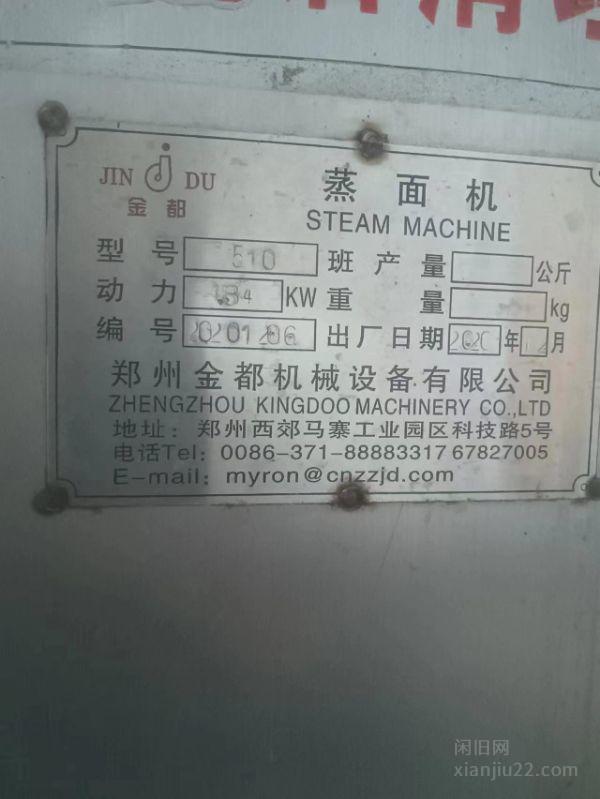 JIN DU
金都
蒸面机
STEAM MACHINE
型号 510 班产量 公斤
动力 KW 重量 kg
编号 20201206 出厂日期 2020 年 12 月
郑州金都机械设备有限公司
ZHENGZHOU KINGDOO MACHINERY CO.,LTD
地址: 郑州西郊马寨工业园区科技路5号
电话Tel: 0086-371-88883317 67827005
E-mail: myron@cnzzjd.com
闲旧网
xianjiu22.com